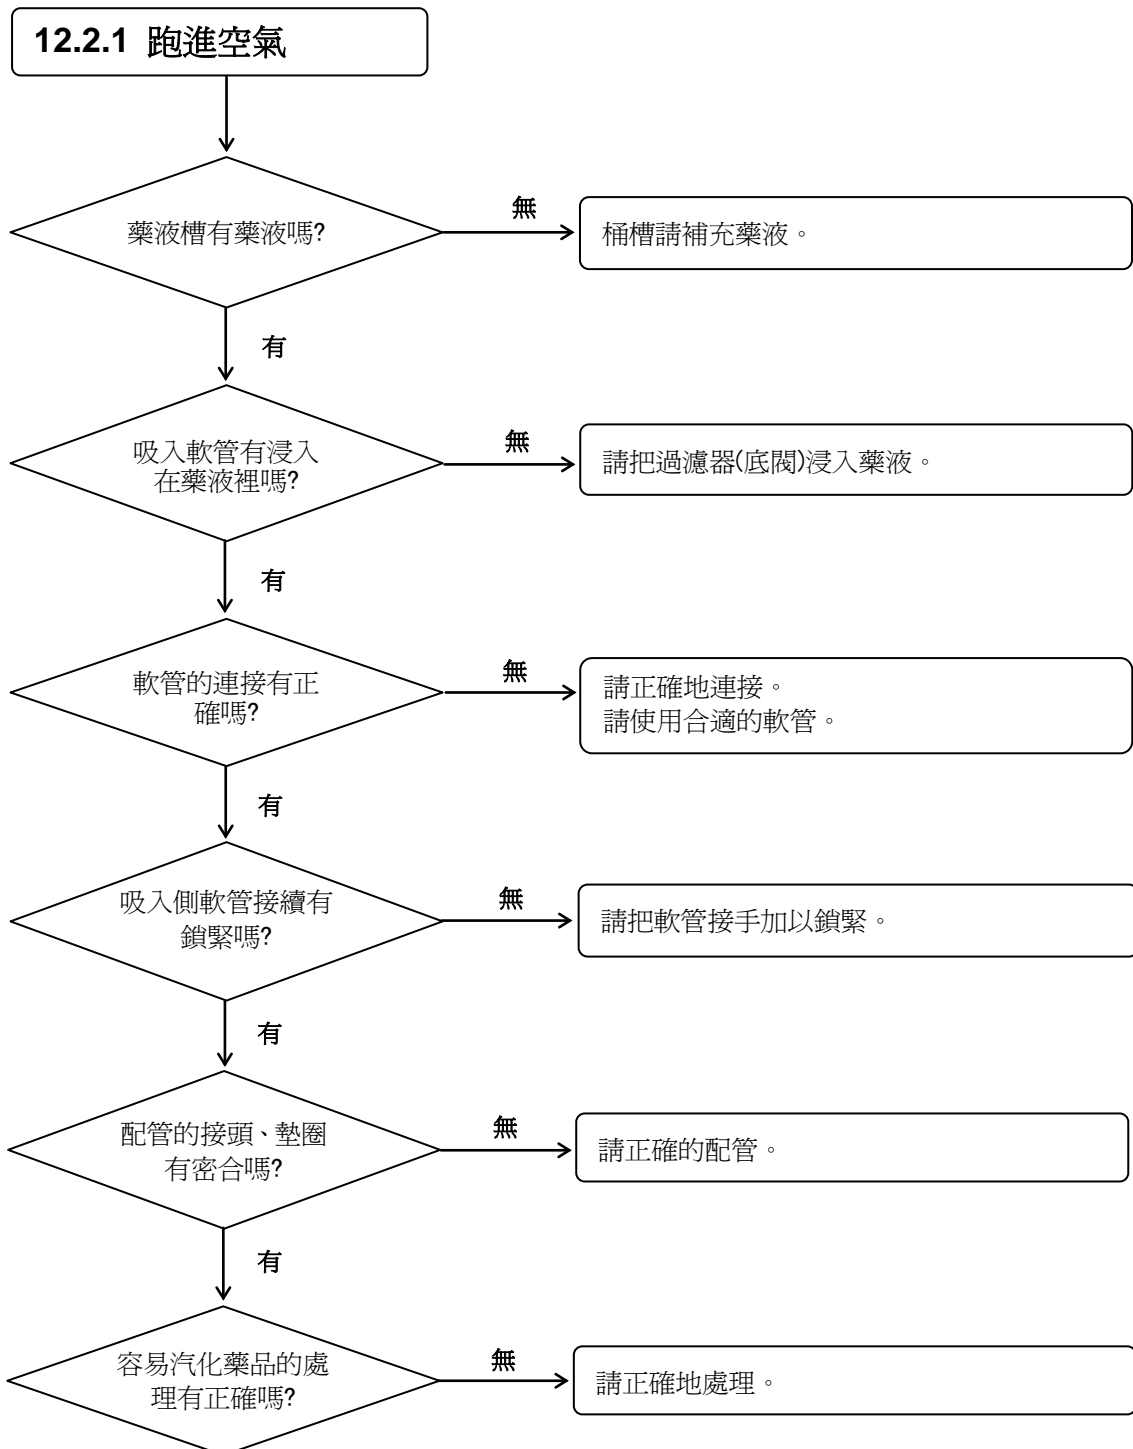 12.2.1 跑進空氣
藥液槽有藥液嗎?
無
桶槽請補充藥液。
有
吸入軟管有浸入
在藥液裡嗎?
無
請把過濾器(底閥)浸入藥液。
有
軟管的連接有正
確嗎?
無
請正確地連接。
請使用合適的軟管。
有
吸入側軟管接續有
鎖緊嗎?
無
請把軟管接手加以鎖緊。
有
配管的接頭、墊圈
有密合嗎?
無
請正確的配管。
有
容易汽化藥品的處
理有正確嗎?
無
請正確地處理。